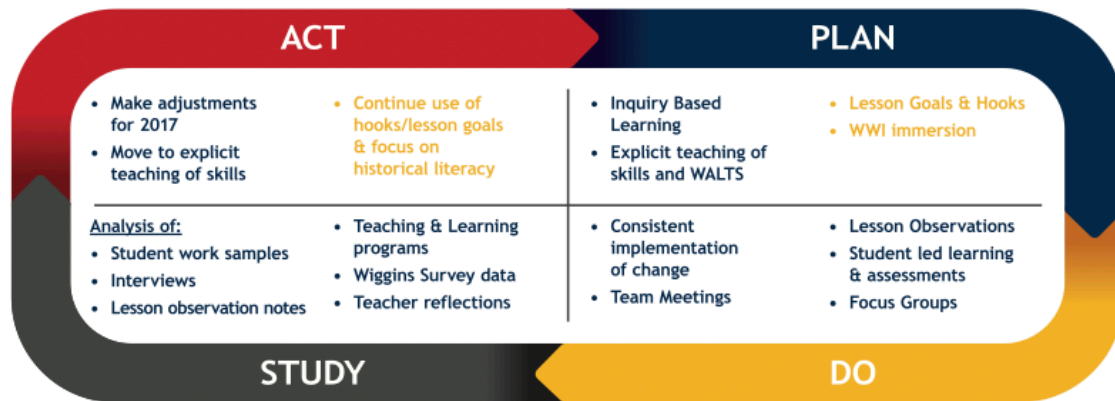 ACT
• Make adjustments
for 2017
• Move to explicit
teaching of skills
• Continue use of
hooks/lesson goals
& focus on
historical literacy
PLAN
• Inquiry Based
Learning
• Explicit teaching of
skills and WALTS
• Lesson Goals & Hooks
• WWI immersion
Analysis of:
• Student work samples
• Interviews
• Lesson observation notes
• Teaching & Learning
programs
• Wiggins Survey data
• Teacher reflections
STUDY
• Consistent
implementation
of change
• Team Meetings
• Lesson Observations
• Student led learning
& assessments
• Focus Groups
DO